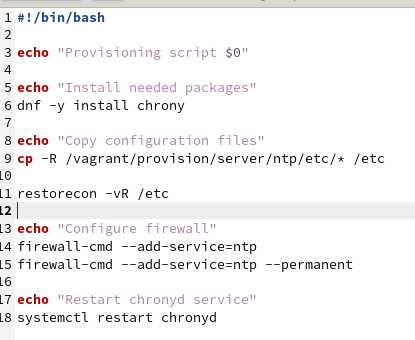 1 #!/bin/bash
2
3 echo "Provisioning script $0"
4
5 echo "Install needed packages"
6 dnf -y install chrony
7
8 echo "Copy configuration files"
9 cp -R /vagrant/provision/server/ntp/etc/* /etc
10
11 restorecon -vR /etc
12
13 echo "Configure firewall"
14 firewall-cmd --add-service=ntp
15 firewall-cmd --add-service=ntp --permanent
16
17 echo "Restart chronyd service"
18 systemctl restart chronyd